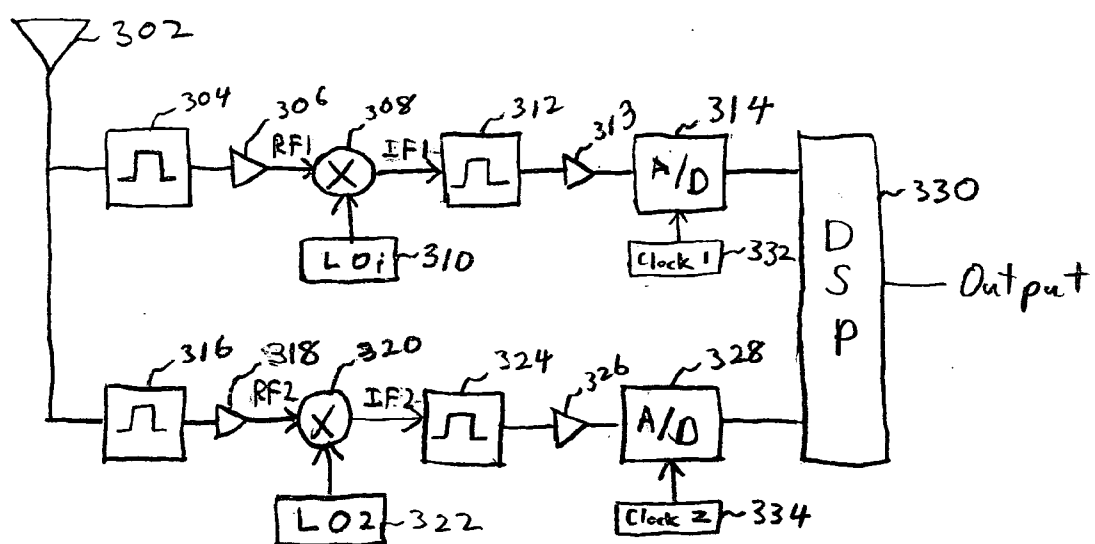 302
304
306
308
312
313
314
RF1
IF1
A/D
330
LO1
310
Clock 1
332
D
S
P
Output
316
318
320
324
326
328
RF2
IF2
A/D
LO2
322
Clock 2
334